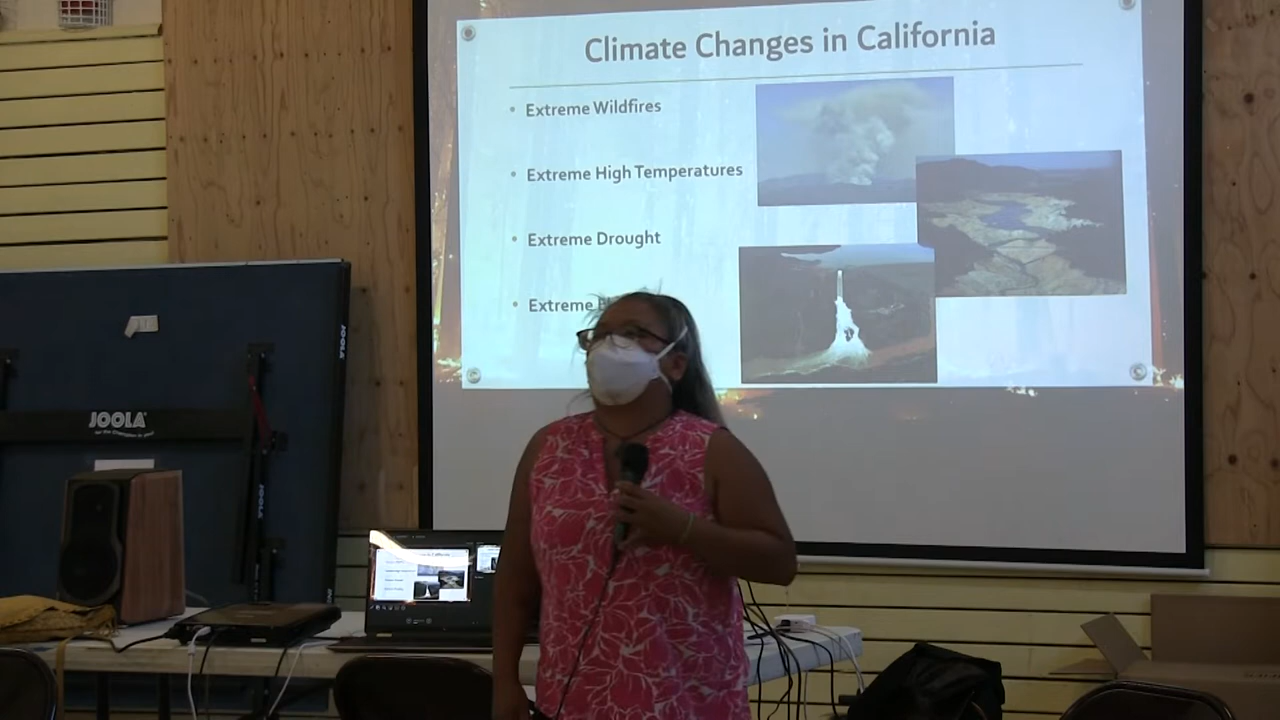 Climate Changes in California
• Extreme Wildfires
• Extreme High Temperatures
• Extreme Drought
• Extreme
JOOLA
JOOLA
JOOLA